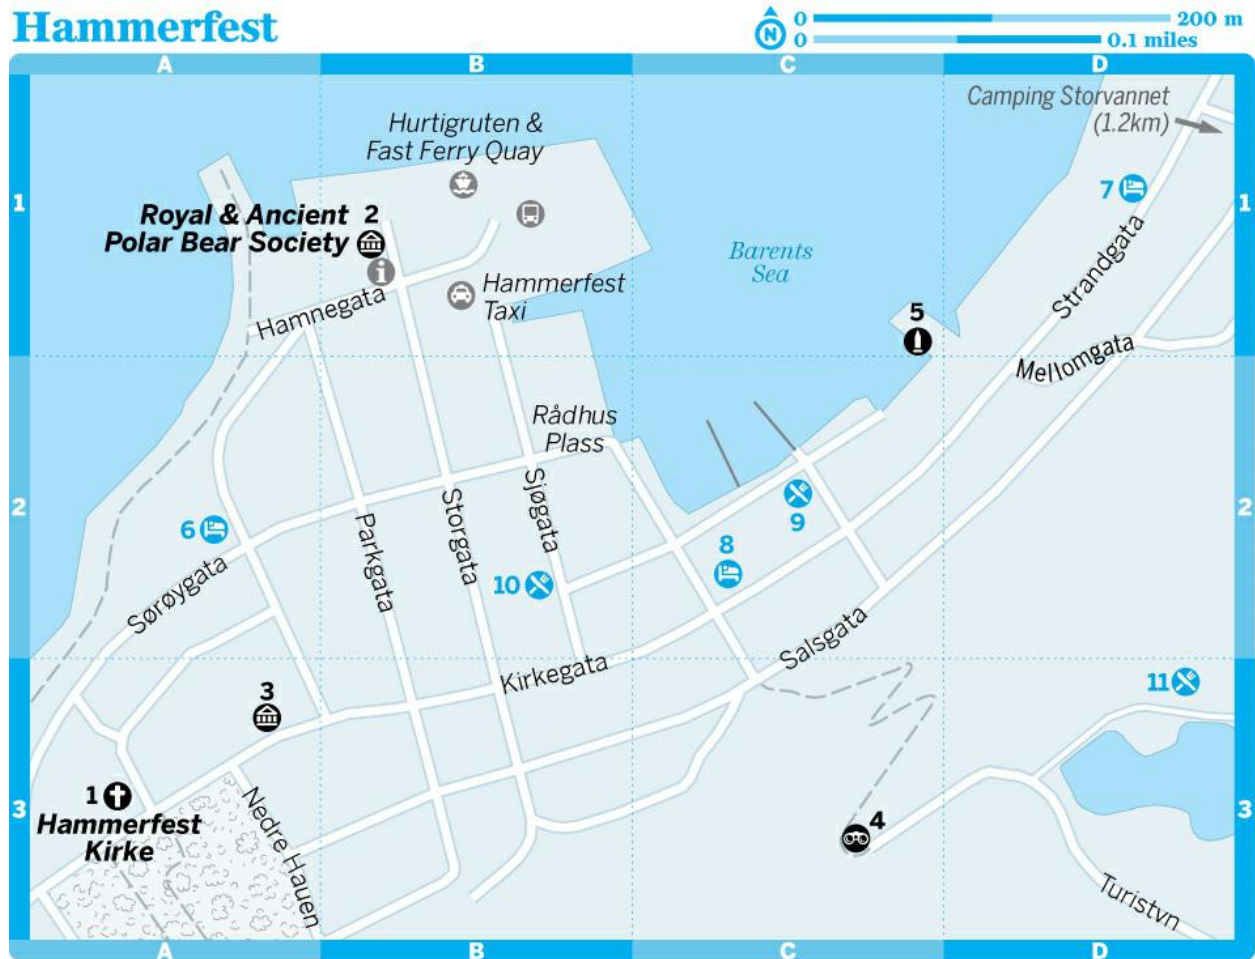 Hammerfest
N
0
200 m
0
0.1 miles
A
B
C
D
Camping Storvannet
(1.2km)
Hurtigruten &
Fast Ferry Quay
1
1
7
Royal & Ancient
2
Polar Bear Society
i
Barents
Sea
Strandgata
Hammerfest
Taxi
Hamnegata
5
Mellomgata
Rådhus
Plass
2
2
6
Sjøgata
Storgata
Parkgata
9
8
10
Sørøygata
Salsgata
Kirkegata
11
3
3
3
1
Hammerfest
Kirke
Nedre Hauen
4
Turistvn
A
B
C
D